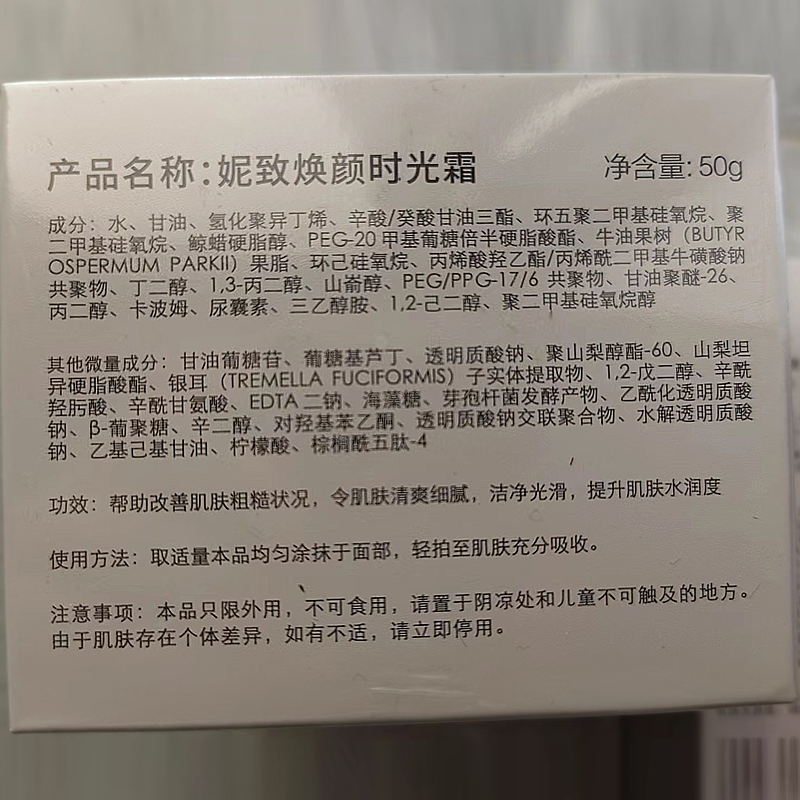 产品名称：妮致焕颜时光霜 净含量：50g
成分：水、甘油、氢化聚异丁烯、辛酸/癸酸甘油三酯、环五聚二甲基硅氧烷、聚
二甲基硅氧烷、鲸蜡硬脂醇、PEG-20 甲基葡糖倍半硬脂酸酯、牛油果树（BUTYR
OSPERMUM PARKII）果脂、环己硅氧烷、丙烯酸羟乙酯/丙烯酰二甲基牛磺酸钠
共聚物、丁二醇、1,3-丙二醇、山嵛醇、PEG/PPG-17/6 共聚物、甘油聚醚-26、
丙二醇、卡波姆、尿囊素、三乙醇胺、1,2-己二醇、聚二甲基硅氧烷醇
其他微量成分：甘油葡糖苷、葡糖基芦丁、透明质酸钠、聚山梨醇酯-60、山梨坦
异硬脂酸酯、银耳（TREMELLA FUCIFORMIS）子实体提取物、1,2-戊二醇、辛酰
羟肟酸、辛酰甘氨酸、EDTA 二钠、海藻糖、芽孢杆菌发酵产物、乙酰化透明质酸
钠、β-葡聚糖、辛二醇、对羟基苯乙酮、透明质酸钠交联聚合物、水解透明质酸
钠、乙基己基甘油、柠檬酸、棕榈酰五肽-4
功效：帮助改善肌肤粗糙状况，令肌肤清爽细腻，洁净光滑，提升肌肤水润度
使用方法：取适量本品均匀涂抹于面部，轻拍至肌肤充分吸收。
注意事项：本品只限外用，不可食用，请置于阴凉处和儿童不可触及的地方。
由于肌肤存在个体差异，如有不适，请立即停用。